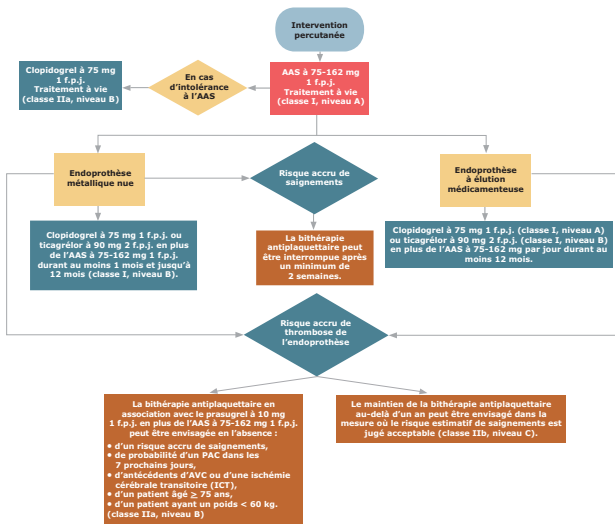 Intervention
percutanée
Clopidogrel à 75 mg
1 f.p.j.
Traitement à vie
(classe IIa, niveau B)
En cas
d'intolérance
à l'AAS
AAS à 75-162 mg
1 f.p.j.
Traitement à vie
(classe I, niveau A)
Endoprothèse
métallique nue
Risque accru de
saignements
Endoprothèse
à élution
médicamenteuse
Clopidogrel à 75 mg 1 f.p.j. ou
ticagrélor à 90 mg 2 f.p.j. en plus
de l'AAS à 75-162 mg 1 f.p.j.
durant au moins 1 mois et jusqu'à
12 mois (classe I, niveau B).
La bithérapie
antiplaquettaire peut
être interrompue après
un minimum de
2 semaines.
Clopidogrel à 75 mg 1 f.p.j. (classe I, niveau A)
ou ticagrélor à 90 mg 2 f.p.j. (classe I, niveau B)
en plus de l'AAS à 75-162 mg par jour durant au
moins 12 mois.
Risque accru de
thrombose de
l'endoprothèse
La bithérapie antiplaquettaire en
association avec le prasugrel à 10 mg
1 f.p.j. en plus de l'AAS à 75-162 mg 1 f.p.j.
peut être envisagée en l'absence :
• d'un risque accru de saignements,
• de probabilité d'un PAC dans les
7 prochains jours,
• d'antécédents d'AVC ou d'une ischémie
cérébrale transitoire (ICT),
• d'un patient âgé ≥ 75 ans,
• d'un patient ayant un poids < 60 kg.
(classe IIa, niveau B)
Le maintien de la bithérapie antiplaquettaire
au-delà d'un an peut être envisagé dans la
mesure où le risque estimatif de saignements est
jugé acceptable (classe IIb, niveau C).